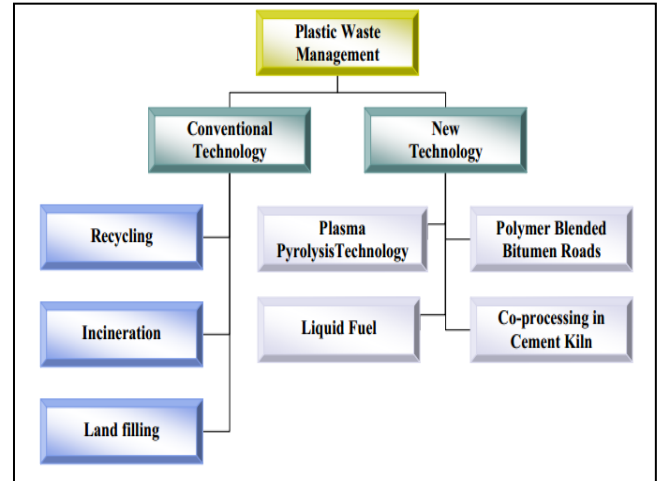 Plastic Waste
Management
Conventional
Technology
New
Technology
Recycling
Plasma
PyrolysisTechnology
Polymer Blended
Bitumen Roads
Incineration
Liquid Fuel
Co-processing in
Cement Kiln
Land filling